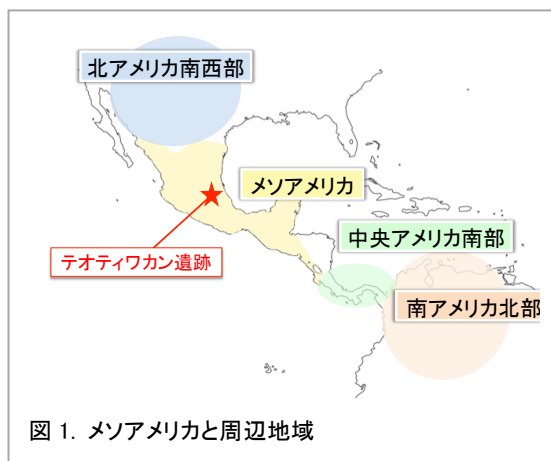 北アメリカ南西部
メソアメリカ
中央アメリカ南部
テオティワカン遺跡
南アメリカ北部
図 1. メソアメリカと周辺地域